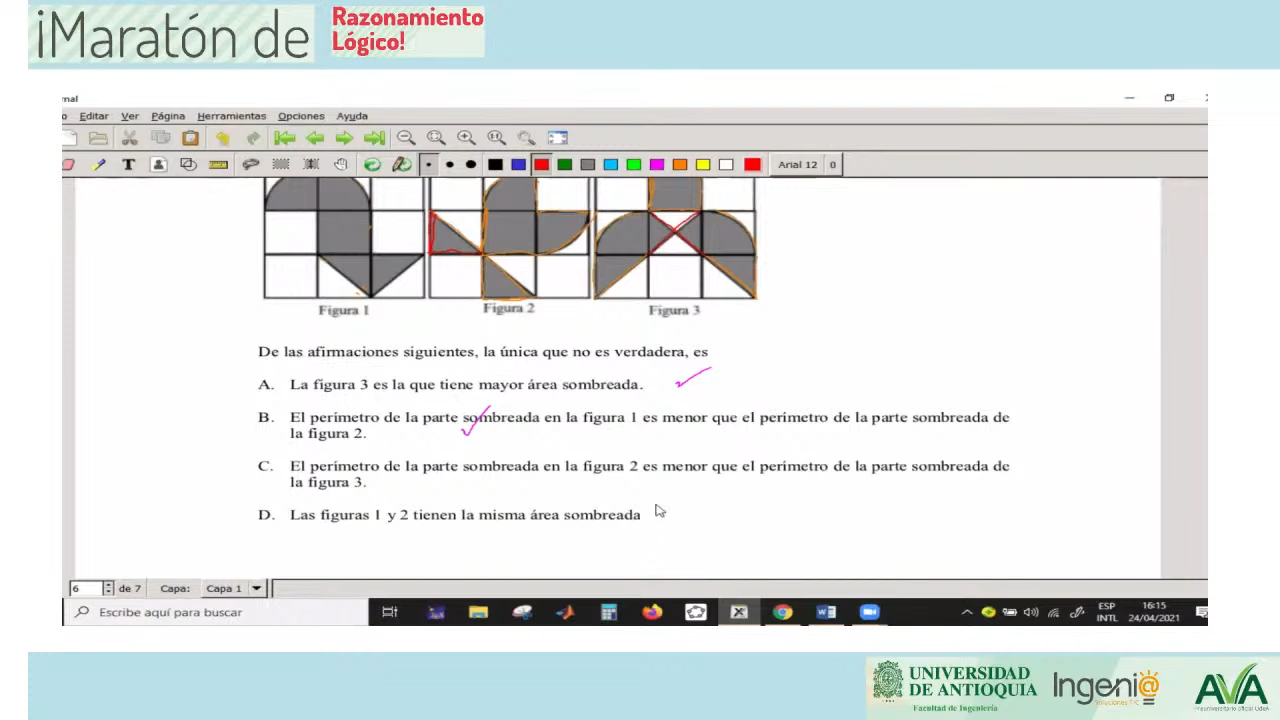 ¡Maratón de
Razonamiento
Lógico!
Editar Ver Página Herramientas Opciones Ayuda
Arial 12 0
Figura 1
Figura 2
Figura 3
De las afirmaciones siguientes, la única que no es verdadera, es
A. La figura 3 es la que tiene mayor área sombreada.
B. El perímetro de la parte sombreada en la figura 1 es menor que el perímetro de la parte sombreada de
la figura 2.
C. El perímetro de la parte sombreada en la figura 2 es menor que el perímetro de la parte sombreada de
la figura 3.
D. Las figuras 1 y 2 tienen la misma área sombreada
6 de 7 Capa: Capa 1
Escribe aquí para buscar
ESP
INTL
16:15
24/04/2021
UNIVERSIDAD
DE ANTIOQUIA
Facultad de Ingeniería
Ingeni@
Soluciones TIC
AVA